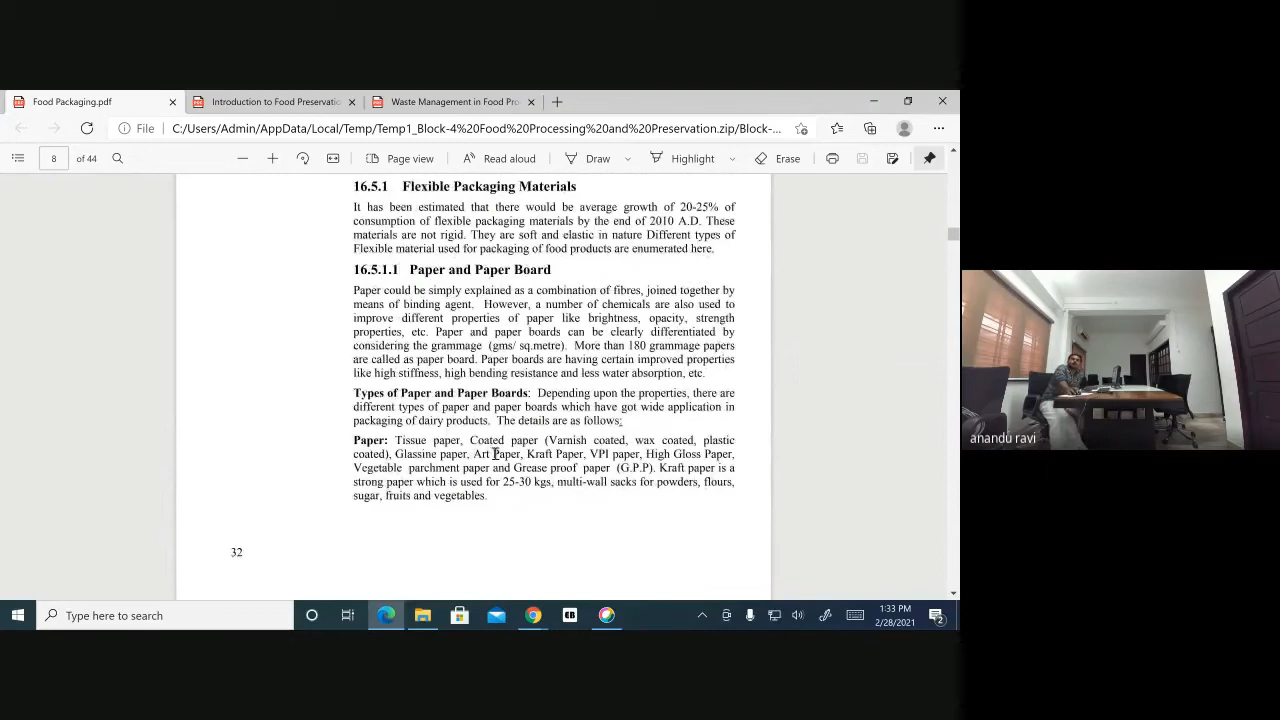 Food Packaging.pdf
Introduction to Food Preservatio
Waste Management in Food Pro
File
C:/Users/Admin/AppData/Local/Temp/Temp1_Block-4%20Food%20Processing%20and%20Preservation.zip/Block-...
8 of 44
Page view
Read aloud
Draw
Highlight
Erase
16.5.1 Flexible Packaging Materials
It has been estimated that there would be average growth of 20-25% of
consumption of flexible packaging materials by the end of 2010 A.D. These
materials are not rigid. They are soft and elastic in nature Different types of
Flexible material used for packaging of food products are enumerated here.
16.5.1.1 Paper and Paper Board
Paper could be simply explained as a combination of fibres, joined together by
means of binding agent. However, a number of chemicals are also used to
improve different properties of paper like brightness, opacity, strength
properties, etc. Paper and paper boards can be clearly differentiated by
considering the grammage (gms/ sq.metre). More than 180 grammage papers
are called as paper board. Paper boards are having certain improved properties
like high stiffness, high bending resistance and less water absorption, etc.
Types of Paper and Paper Boards: Depending upon the properties, there are
different types of paper and paper boards which have got wide application in
packaging of dairy products. The details are as follows;
Paper: Tissue paper, Coated paper (Varnish coated, wax coated, plastic
coated), Glassine paper, Art Paper, Kraft Paper, VPI paper, High Gloss Paper,
Vegetable parchment paper and Grease proof paper (G.P.P). Kraft paper is a
strong paper which is used for 25-30 kgs, multi-wall sacks for powders, flours,
sugar, fruits and vegetables.
32
anandu ravi
Type here to search
1:33 PM
2/28/2021
2